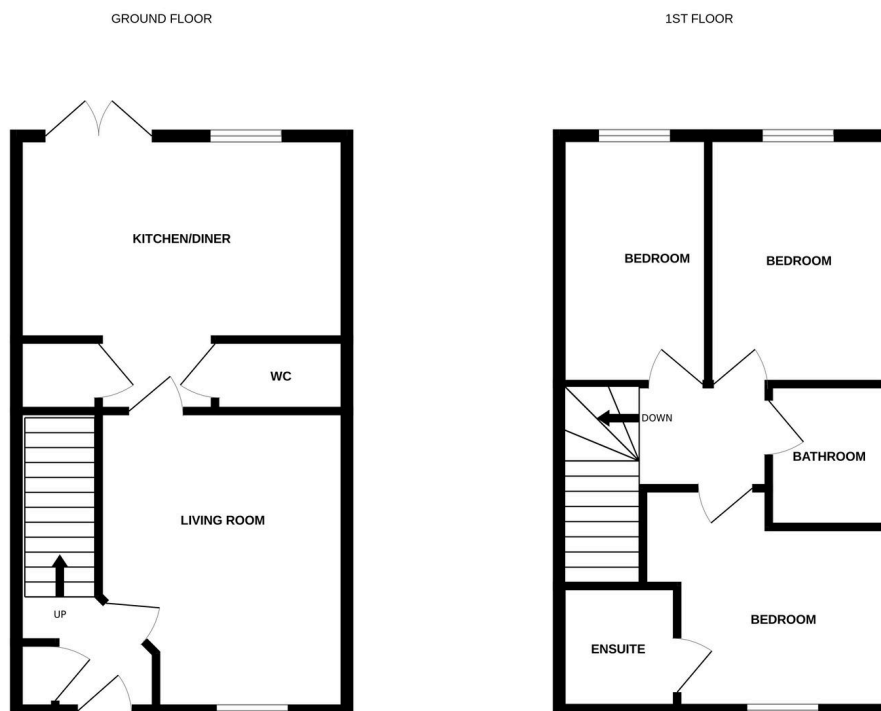 GROUND FLOOR
1ST FLOOR
KITCHEN/DINER
WC
LIVING ROOM
UP
BEDROOM
BEDROOM
DOWN
BATHROOM
BEDROOM
ENSUITE